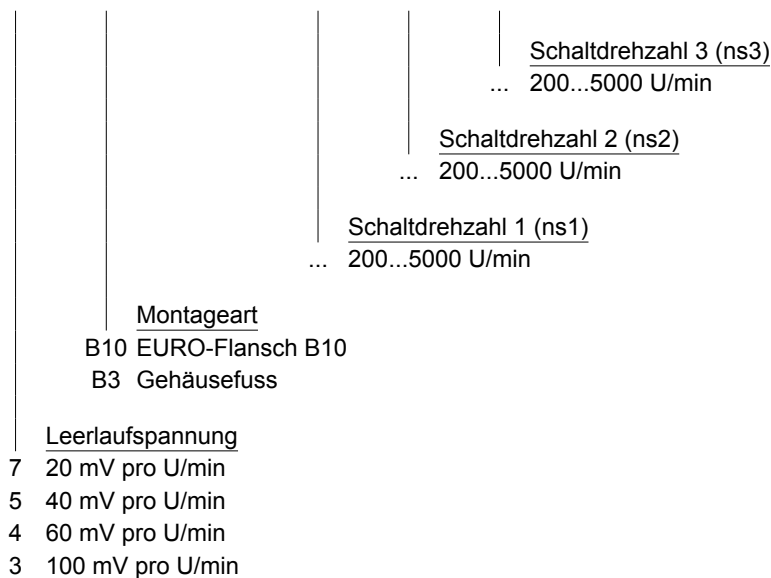 Schaltdrehzahl 3 (ns3)
... 200...5000 U/min
Schaltdrehzahl 2 (ns2)
... 200...5000 U/min
Schaltdrehzahl 1 (ns1)
... 200...5000 U/min
Montageart
B10 EURO-Flansch B10
B3 Gehäusefuss
Leerlaufspannung
7 20 mV pro U/min
5 40 mV pro U/min
4 60 mV pro U/min
3 100 mV pro U/min